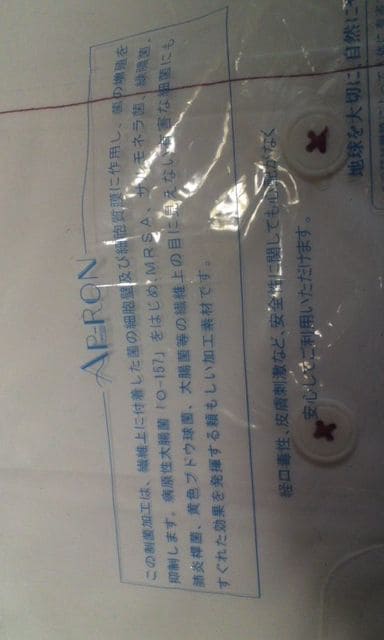 AP-RON
この制菌加工は、繊維上に付着した菌の細胞壁及び細胞質膜に作用し、菌の増殖を
抑制します。病原性大腸菌「O-157」をはじめ、MRSA、サルモネラ菌、緑膿菌、
肺炎桿菌、黄色ブドウ球菌、大腸菌等の繊維上の目に見えない有害な細菌にも
すぐれた効果を発揮する頼もしい加工素材です。
経口毒性、皮膚刺激など、安全性に関しても心配がなく
安心してご利用いただけます。
地球を大切に、自然に